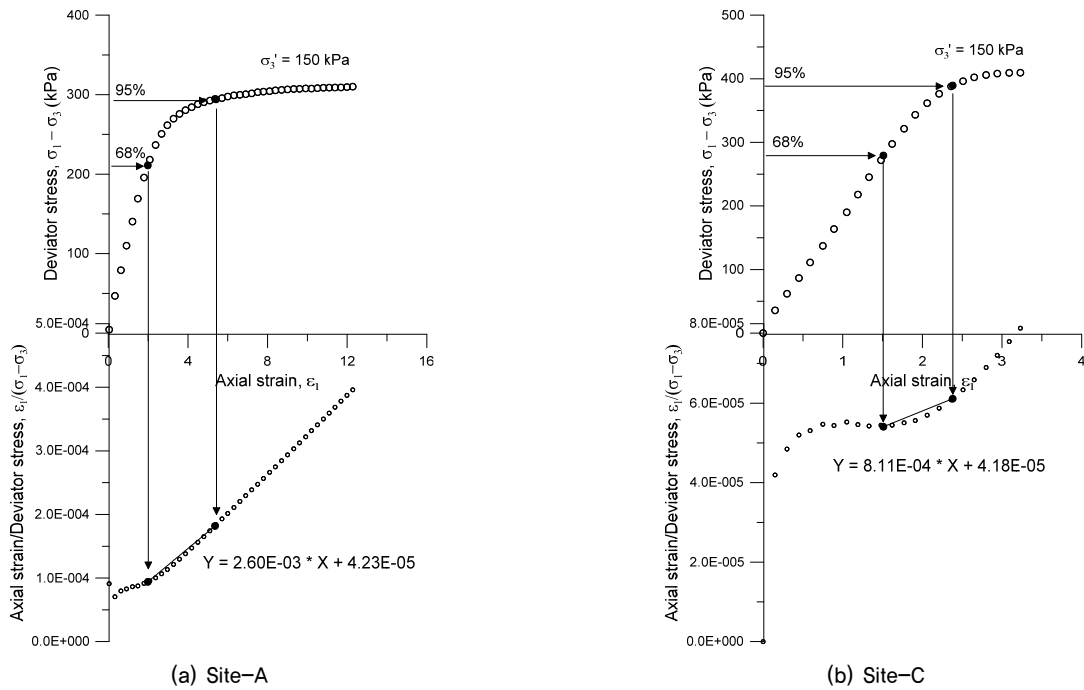 400
300
200
100
0
Deviator stress, σ₁ – σ₃ (kPa)
σ₃' = 150 kPa
95%
68%
5.0E-004
4.0E-004
3.0E-004
2.0E-004
1.0E-004
0.0E+000
Axial strain/Deviator stress, ε₁/(σ₁–σ₃)
0 4 8 12 16
Axial strain, ε₁
Y = 2.60E-03 * X + 4.23E-05
(a) Site–A
500
400
300
200
100
0
Deviator stress, σ₁ – σ₃ (kPa)
σ₃' = 150 kPa
95%
68%
8.0E-005
6.0E-005
4.0E-005
2.0E-005
0.0E+000
Axial strain/Deviator stress, ε₁/(σ₁–σ₃)
0 1 2 3 4
Axial strain, ε₁
Y = 8.11E-04 * X + 4.18E-05
(b) Site–C